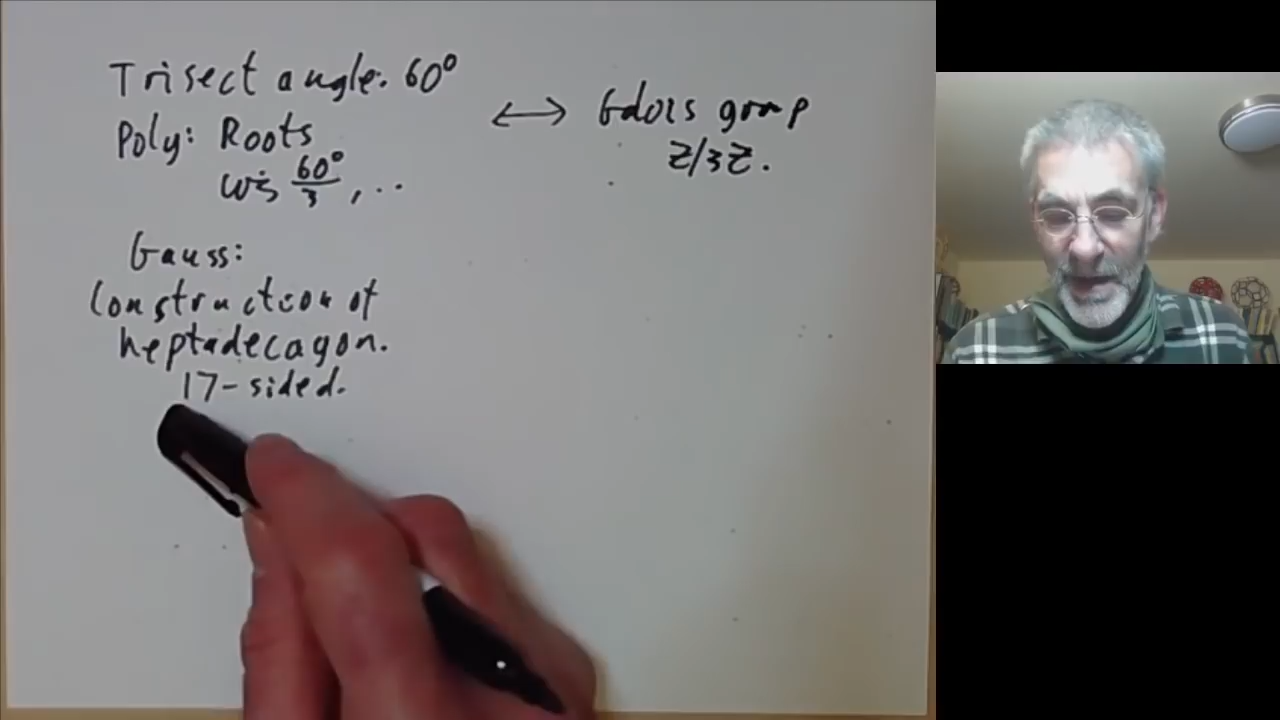 Trisect angle. 60°
Poly: Roots
cos 60°/3, ..
⟷ Galois group
Z/3Z.
Gauss:
Construction of
heptadecagon.
17-sided.